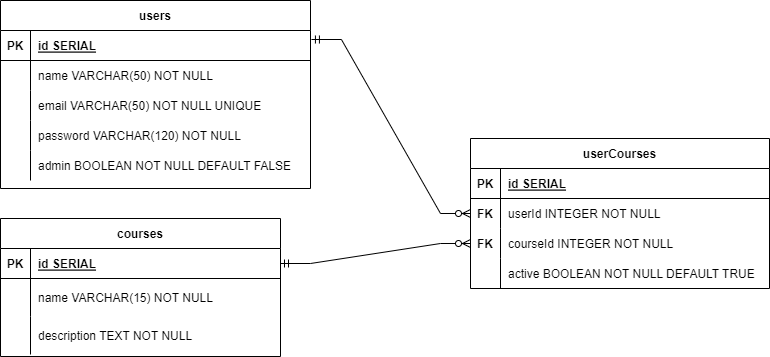 users
PK id SERIAL
name VARCHAR(50) NOT NULL
email VARCHAR(50) NOT NULL UNIQUE
password VARCHAR(120) NOT NULL
admin BOOLEAN NOT NULL DEFAULT FALSE
courses
PK id SERIAL
name VARCHAR(15) NOT NULL
description TEXT NOT NULL
userCourses
PK id SERIAL
FK userId INTEGER NOT NULL
FK courseId INTEGER NOT NULL
active BOOLEAN NOT NULL DEFAULT TRUE